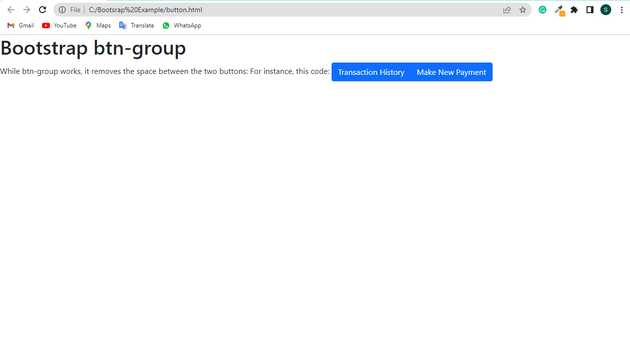 File
C:/Bootsrap%20Example/button.html
S
Gmail
YouTube
Maps
Translate
WhatsApp
Bootstrap btn-group
While btn-group works, it removes the space between the two buttons: For instance, this code: Transaction History Make New Payment